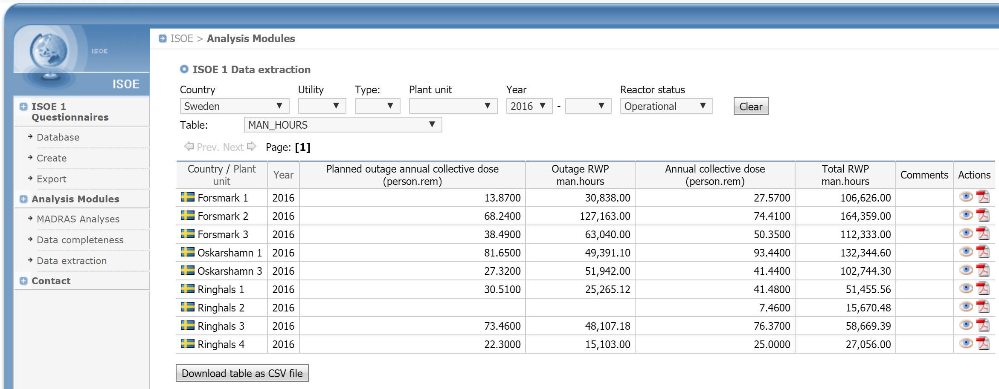 ISOE
ISOE
ISOE 1
Questionnaires
Database
Create
Export
Analysis Modules
MADRAS Analyses
Data completeness
Data extraction
Contact
ISOE > Analysis Modules
ISOE 1 Data extraction
Country Utility Type: Plant unit Year Reactor status
Sweden 2016 - Operational Clear
Table: MAN_HOURS
Prev. Next Page: [1]
Country / Plant unit Year Planned outage annual collective dose (person.rem) Outage RWP man.hours Annual collective dose (person.rem) Total RWP man.hours Comments Actions
Forsmark 1 2016 13.8700 30,838.00 27.5700 106,626.00
Forsmark 2 2016 68.2400 127,163.00 74.4100 164,359.00
Forsmark 3 2016 38.4900 63,040.00 50.3500 112,333.00
Oskarshamn 1 2016 81.6500 49,391.10 93.4400 132,344.60
Oskarshamn 3 2016 27.3200 51,942.00 41.4400 102,744.30
Ringhals 1 2016 30.5100 25,265.12 41.4800 51,455.56
Ringhals 2 2016 7.4600 15,670.48
Ringhals 3 2016 73.4600 48,107.18 76.3700 58,669.39
Ringhals 4 2016 22.3000 15,103.00 25.0000 27,056.00
Download table as CSV file